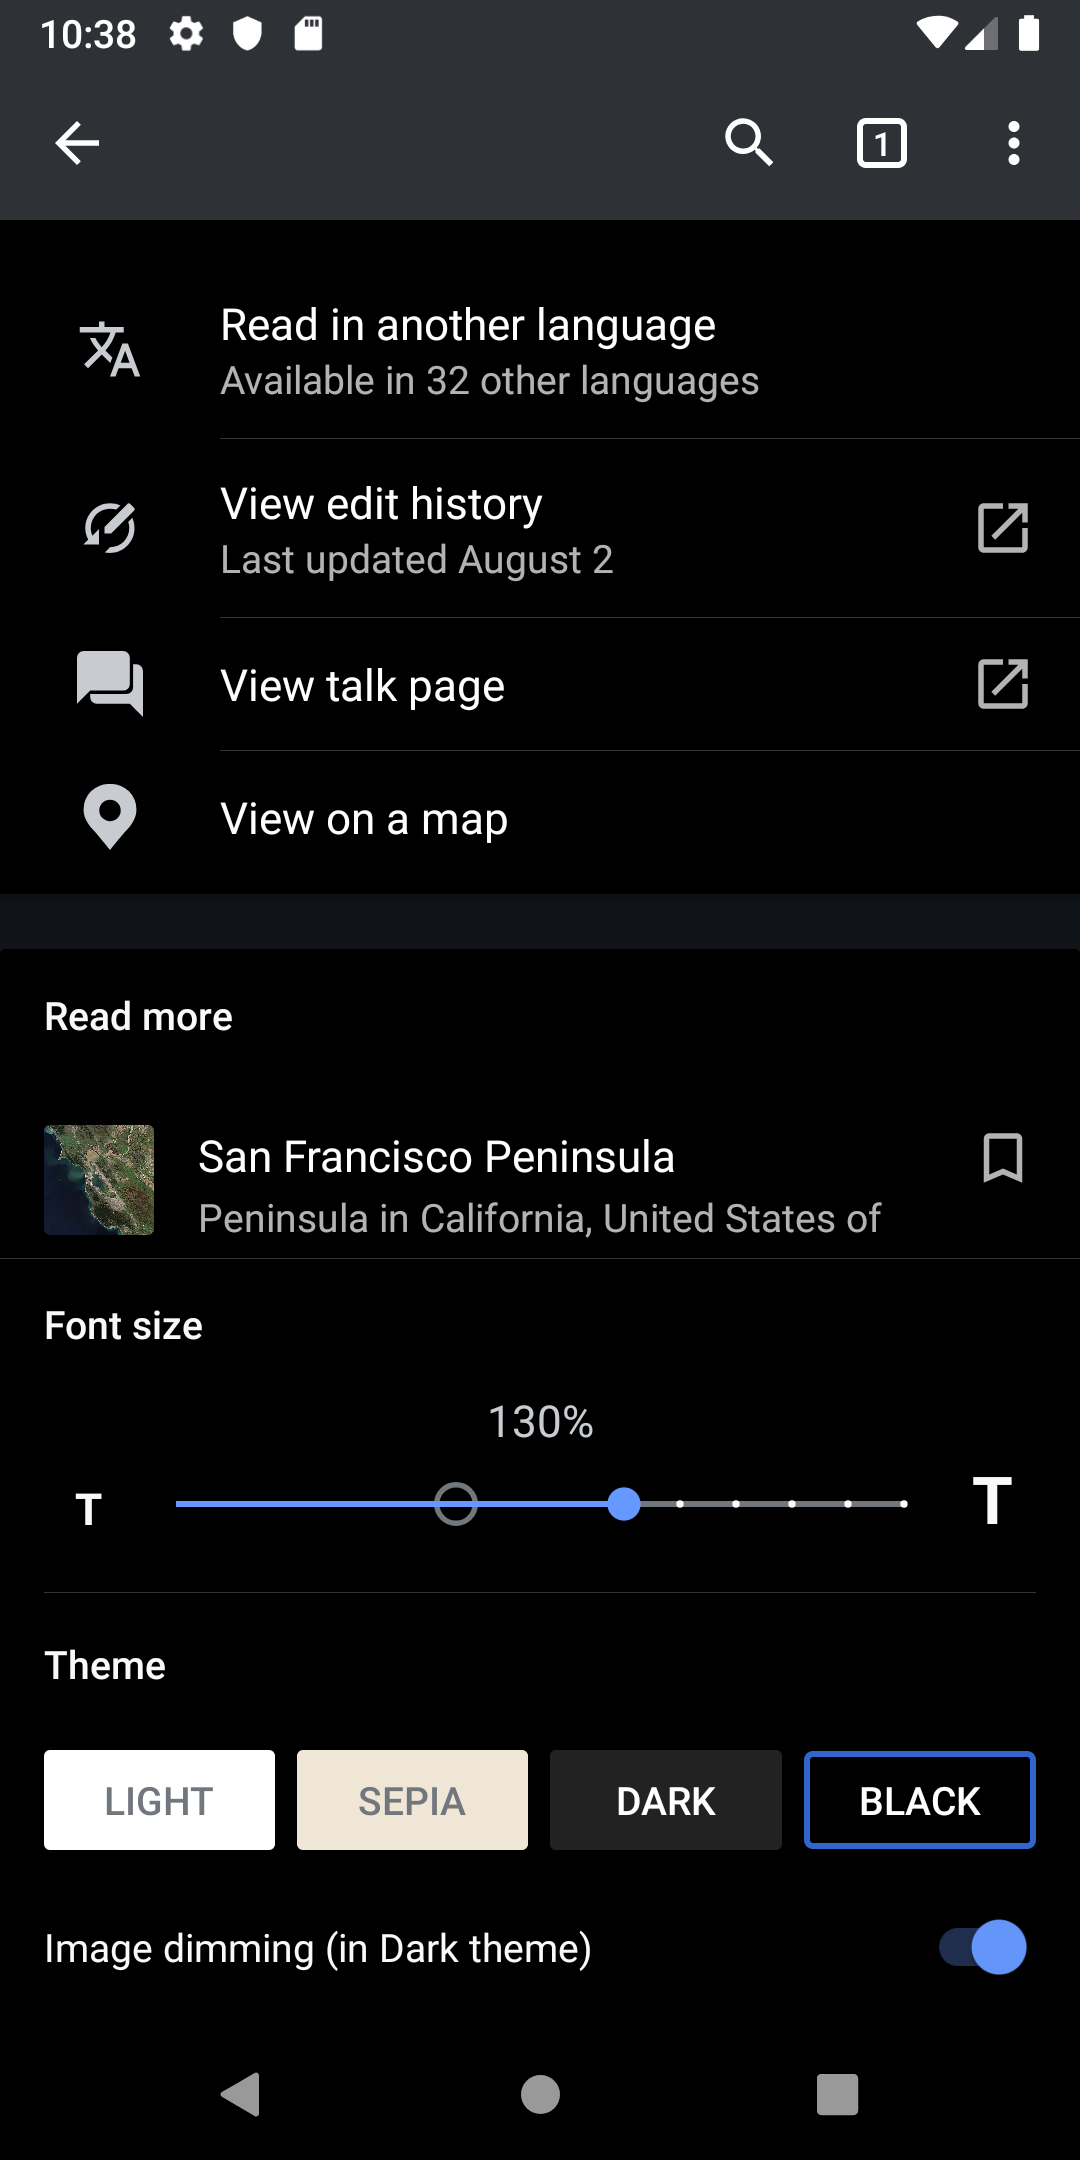 10:38
1
Read in another language
Available in 32 other languages
View edit history
Last updated August 2
View talk page
View on a map
Read more
San Francisco Peninsula
Peninsula in California, United States of
Font size
130%
T
T
Theme
LIGHT
SEPIA
DARK
BLACK
Image dimming (in Dark theme)